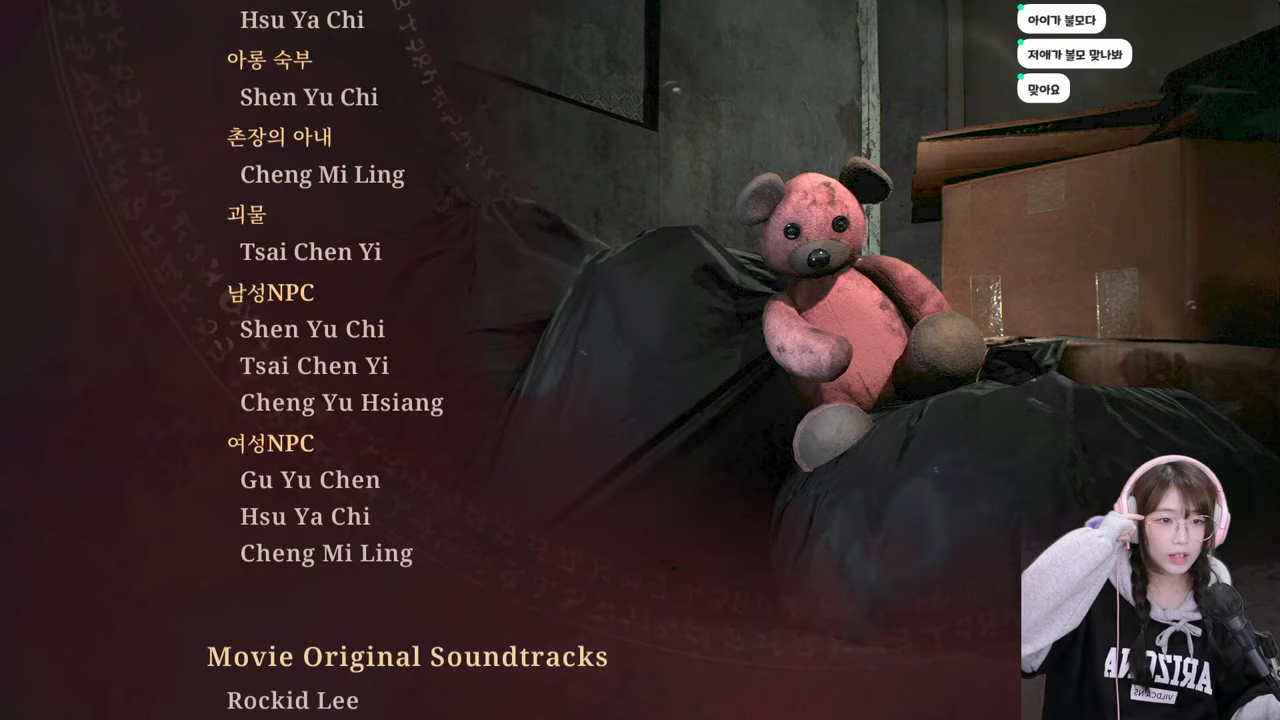 Hsu Ya Chi
아롱 숙부
Shen Yu Chi
촌장의 아내
Cheng Mi Ling
괴물
Tsai Chen Yi
남성NPC
Shen Yu Chi
Tsai Chen Yi
Cheng Yu Hsiang
여성NPC
Gu Yu Chen
Hsu Ya Chi
Cheng Mi Ling
Movie Original Soundtracks
Rockid Lee
아이가 불모다
저애가 볼모 맞나봐
맞아요
ARIZONA
WILDCATS